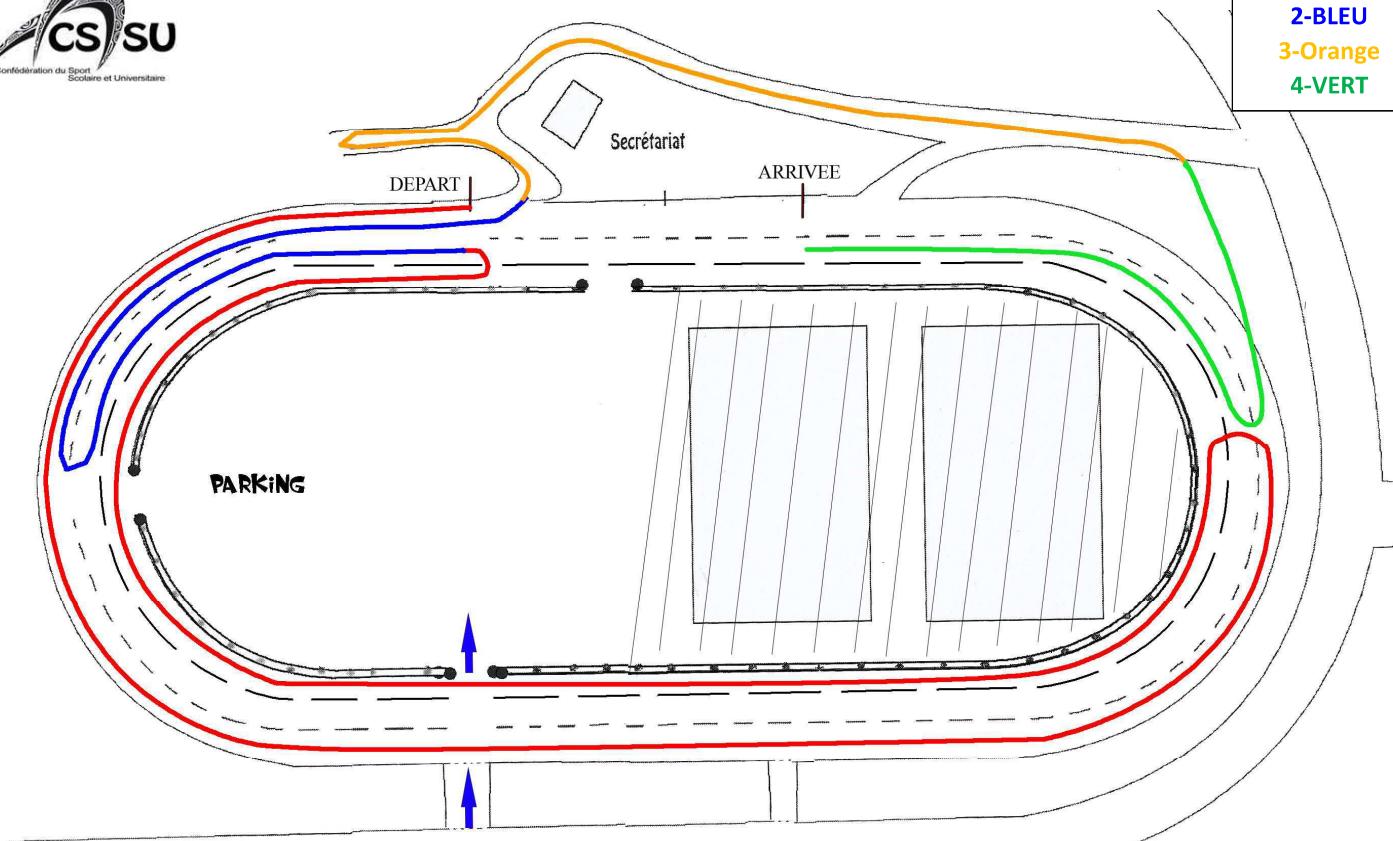 CS SU
Confédération du Sport
Scolaire et Universitaire
2-BLEU
3-Orange
4-VERT
Secrétariat
DEPART
ARRIVEE
PARKiNG